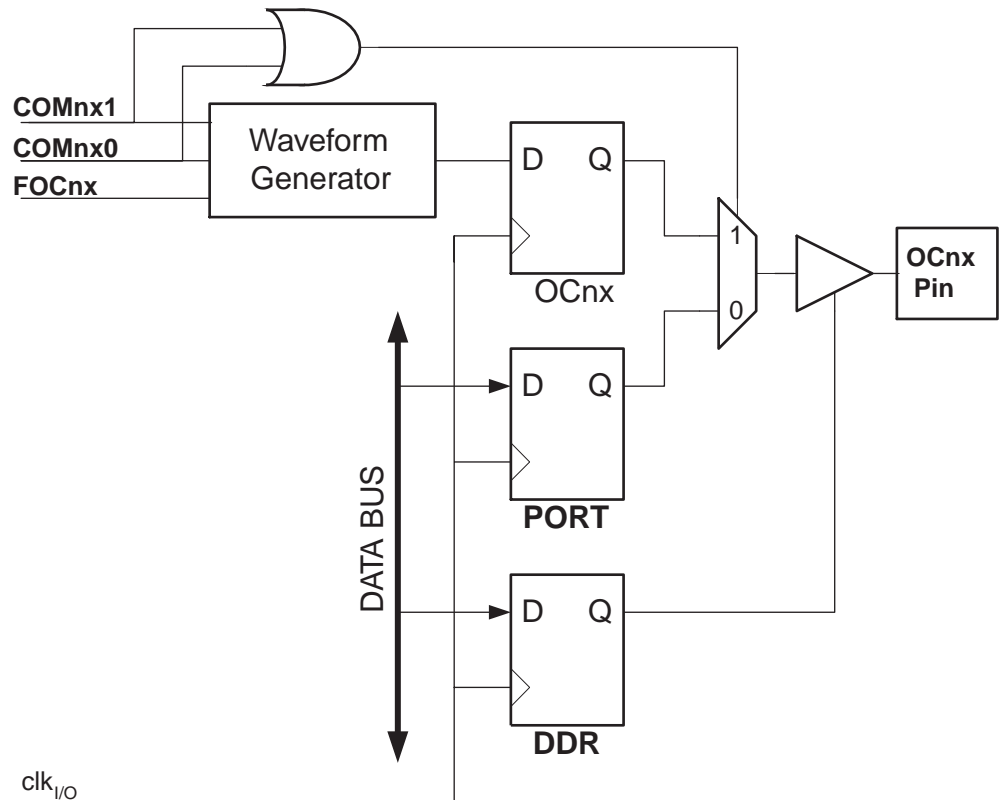 COMnx1
COMnx0
FOCnx
Waveform
Generator
D Q
OCnx
1
0
OCnx
Pin
D Q
PORT
D Q
DDR
DATA BUS
clkI/O